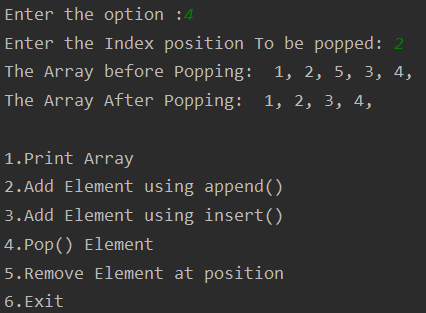 Enter the option :4
Enter the Index position To be popped: 2
The Array before Popping:  1, 2, 5, 3, 4,
The Array After Popping:  1, 2, 3, 4,
1.Print Array
2.Add Element using append()
3.Add Element using insert()
4.Pop() Element
5.Remove Element at position
6.Exit